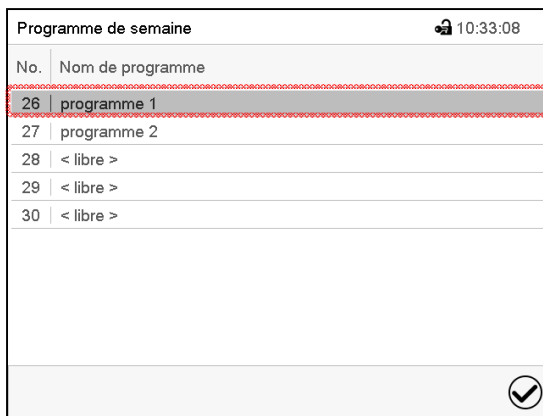 Programme de semaine 10:33:08
No. Nom de programme
26 programme 1
27 programme 2
28 < libre >
29 < libre >
30 < libre >